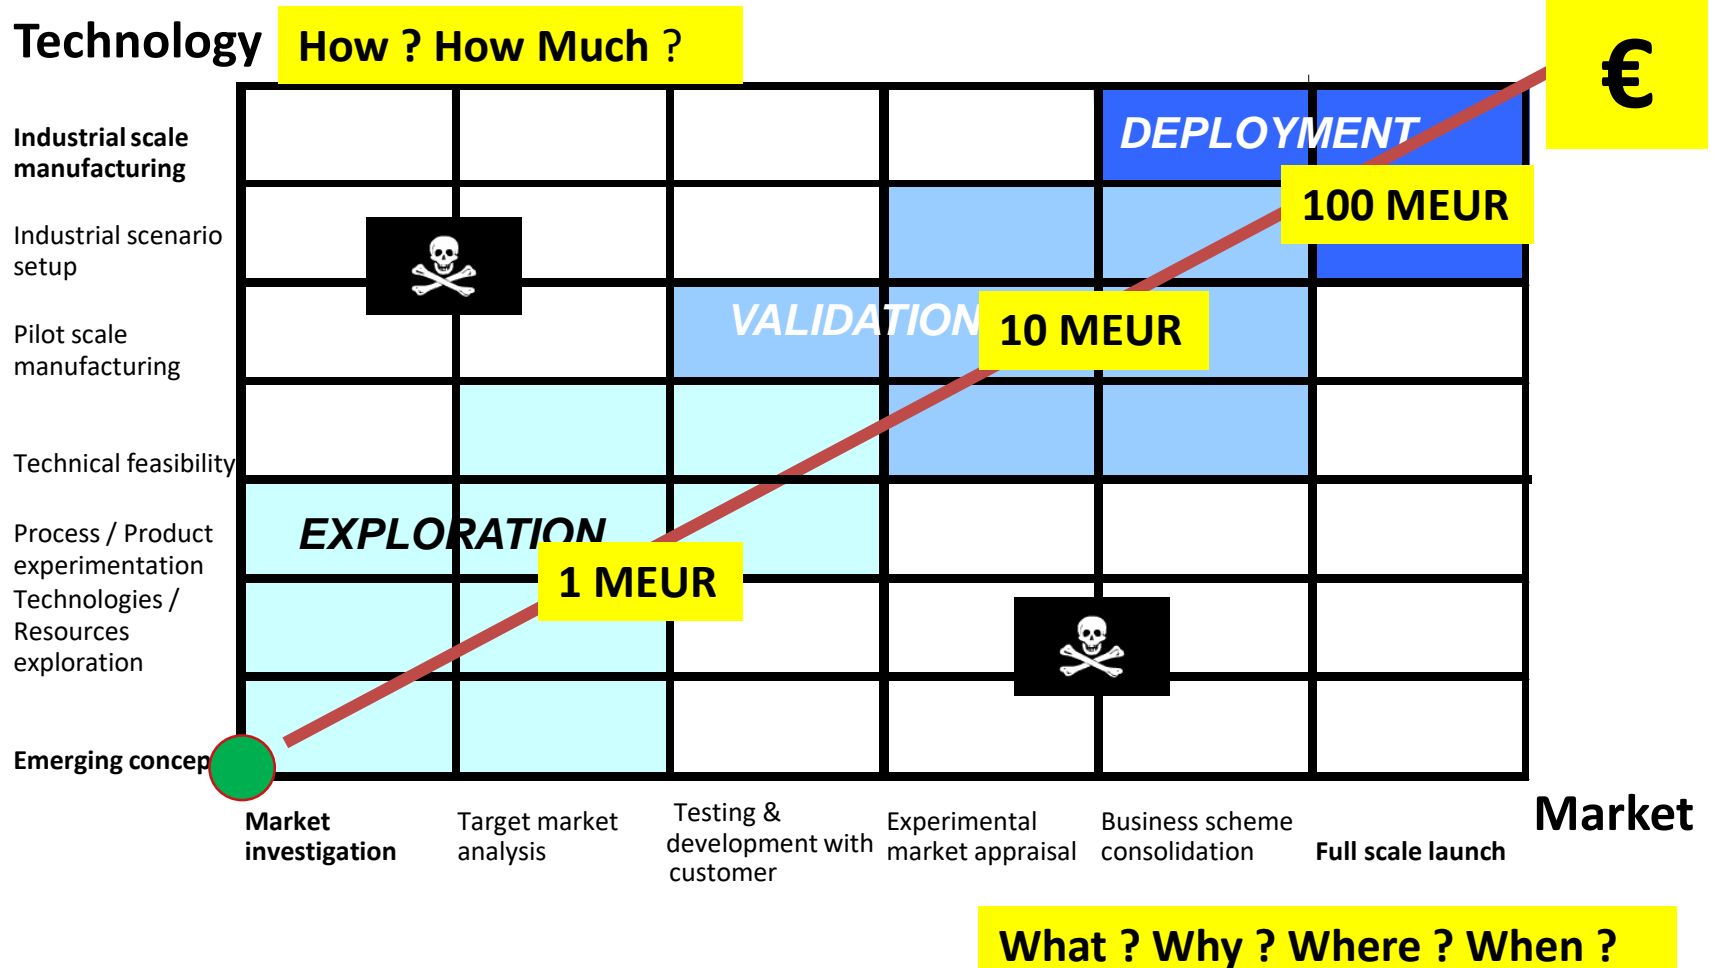 Technology
How ? How Much ?
€
Industrial scale
manufacturing
DEPLOYMENT
100 MEUR
Industrial scenario
setup
VALIDATION
10 MEUR
Pilot scale
manufacturing
Technical feasibility
EXPLORATION
Process / Product
experimentation
1 MEUR
Technologies /
Resources
exploration
Emerging concep
Market
investigation
Target market
analysis
Testing &
development with
customer
Experimental
market appraisal
Business scheme
consolidation
Full scale launch
Market
What ? Why ? Where ? When ?